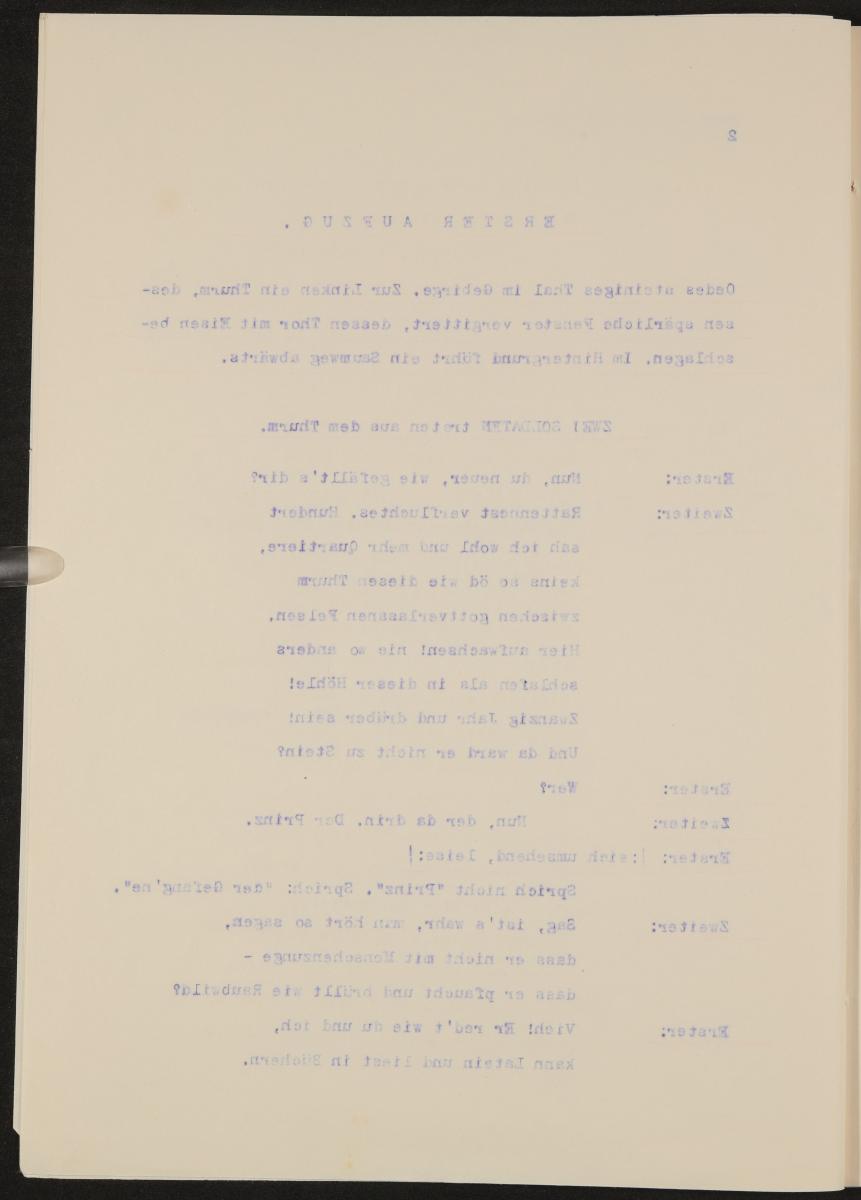 2
ERSTER AUFZUG.
Oedes steiniges Thal im Gebirge. Zur Linken ein Thurm, des-
sen spärliche Fenster vergittert, dessen Thor mit Eisen be-
schlagen. Im Hintergrund führt ein Saumweg abwärts.
ZWEI SOLDATEN treten aus dem Thurm.
Erster: Nun, du neuer, wie gefällt's dir?
Zweiter: Rattennest verfluchtes. Hundert
sah ich wohl und mehr Quartiere,
keins so öd wie diesen Thurm
zwischen gottverlassnen Felsen.
Hier aufwachsen! nie wo anders
schlafen als in dieser Höhle!
Zwanzig Jahr und drüber sein!
Und da ward er nicht zu Stein?
Erster: Wer?
Zweiter: Nun, der da drin. Der Prinz.
Erster: |:sich umsehend, leise:|
Sprich nicht "Prinz". Sprich: "der Gefang'ne".
Zweiter: Sag, ist's wahr, man hört so sagen,
dass er nicht mit Menschenzunge -
dass er pfaucht und brüllt wie Raubwild?
Erster: Vieh! Er red't wie du und ich,
kann Latein und liest in Büchern.